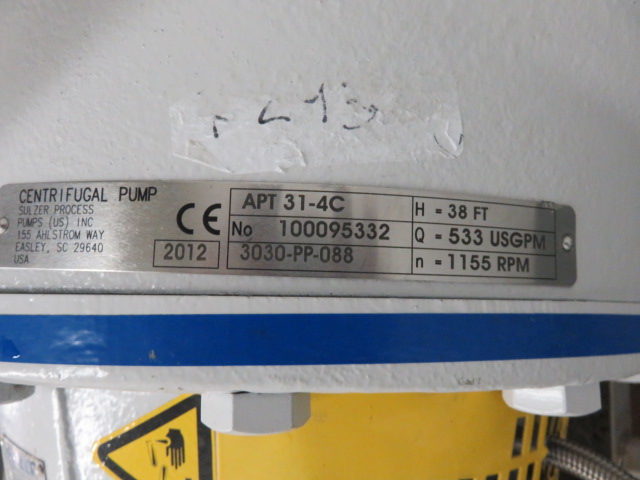 CENTRIFUGAL PUMP
SULZER PROCESS
PUMPS (US) INC
155 AHLSTROM WAY
EASLEY, SC 29640
USA
CE
2012
APT 31-4C
No 100095332
3030-PP-088
H = 38 FT
Q = 533 USGPM
n = 1155 RPM